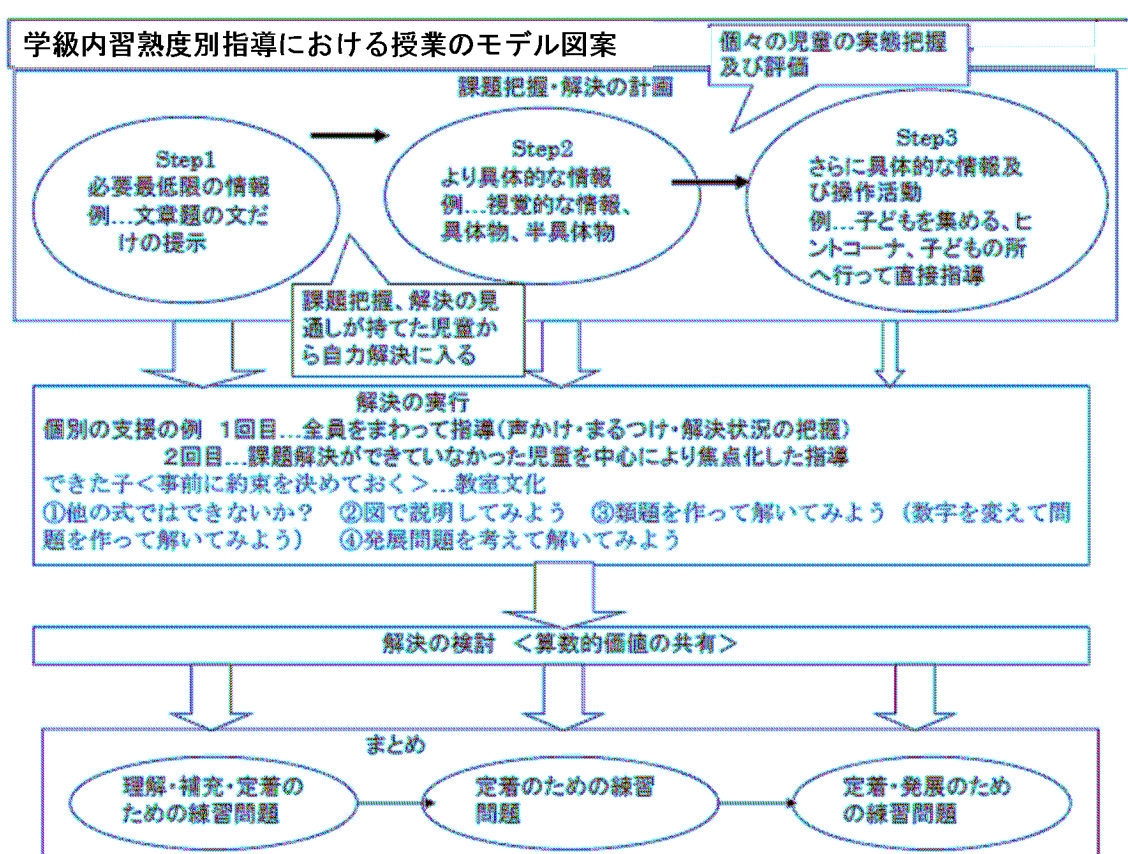 学級内習熟度別指導における授業のモデル図案
個々の児童の実態把握
及び評価
課題把握・解決の計画
Step1
必要最低限の情報
例…文章題の文だ
けの提示
Step2
より具体的な情報
例…視覚的な情報、
具体物、半具体物
Step3
さらに具体的な情報及
び操作活動
例…子どもを集める、ヒ
ントコーナ、子どもの所
へ行って直接指導
課題把握、解決の見
通しが持てた児童か
ら自力解決に入る
解決の実行
個別の支援の例 1回目…全員をまわって指導(声かけ・まるつけ・解決状況の把握)
2回目…課題解決ができていなかった児童を中心により焦点化した指導
できた子＜事前に約束を決めておく＞…教室文化
①他の式ではできないか? ②図で説明してみよう ③類題を作って解いてみよう (数字を変えて問
題を作って解いてみよう) ④発展問題を考えて解いてみよう
解決の検討 ＜算数的価値の共有＞
まとめ
理解・補充・定着の
ための練習問題
定着のための練習
問題
定着・発展のため
の練習問題